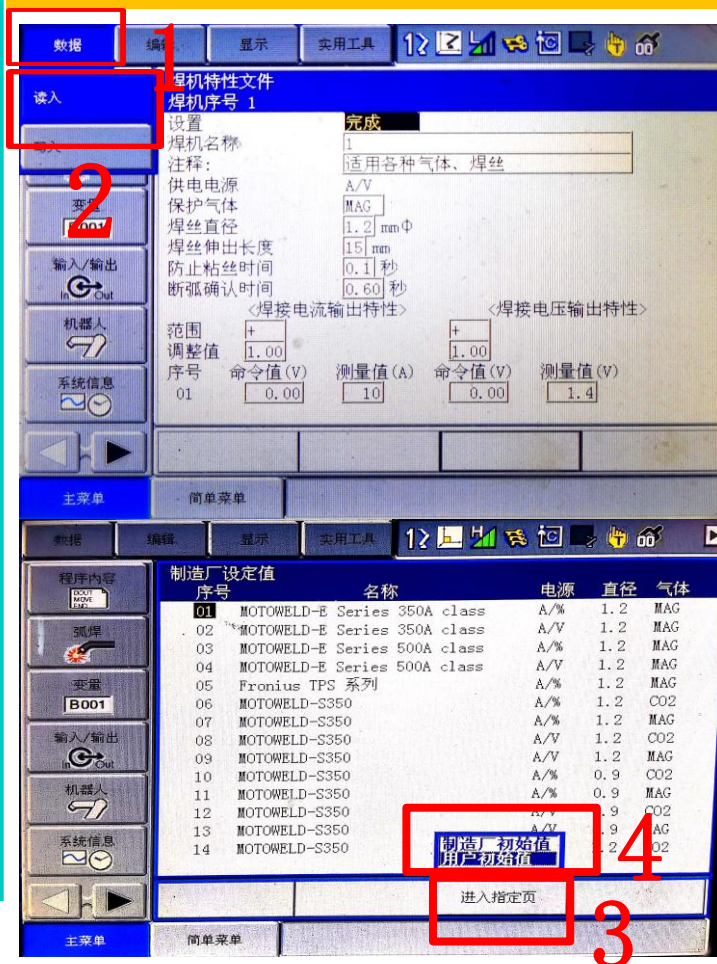 数据 编辑 显示 实用工具
1
读入
写入
2
焊机特性文件
焊机序号 1
设置 完成
焊机名称 1
注释: 适用各种气体、焊丝
供电电源 A/V
保护气体 MAG
焊丝直径 1.2 mmΦ
焊丝伸出长度 15 mm
防止粘丝时间 0.1 秒
断弧确认时间 0.60 秒
<焊接电流输出特性> <焊接电压输出特性>
范围 + +
调整值 1.00 1.00
序号 命令值(V) 测量值(A) 命令值(V) 测量值(V)
01 0.00 10 0.00 1.4
变量
B001
输入/输出
In Out
机器人
系统信息
主菜单 简单菜单
数据 编辑 显示 实用工具
程序内容
DOUT
MOVE
END
弧焊
变量
B001
输入/输出
In Out
机器人
系统信息
制造厂设定值
序号 名称 电源 直径 气体
01 MOTOWELD-E Series 350A class A/% 1.2 MAG
02 MOTOWELD-E Series 350A class A/V 1.2 MAG
03 MOTOWELD-E Series 500A class A/% 1.2 MAG
04 MOTOWELD-E Series 500A class A/V 1.2 MAG
05 Fronius TPS 系列 A/% 1.2 MAG
06 MOTOWELD-S350 A/% 1.2 CO2
07 MOTOWELD-S350 A/% 1.2 MAG
08 MOTOWELD-S350 A/V 1.2 CO2
09 MOTOWELD-S350 A/V 1.2 MAG
10 MOTOWELD-S350 A/% 0.9 CO2
11 MOTOWELD-S350 A/% 0.9 MAG
12 MOTOWELD-S350 A/V .9 CO2
13 MOTOWELD-S350 A/V .9 AG
14 MOTOWELD-S350 .2 O2
制造厂初始值
用户初始值
4
进入指定页
3
主菜单 简单菜单